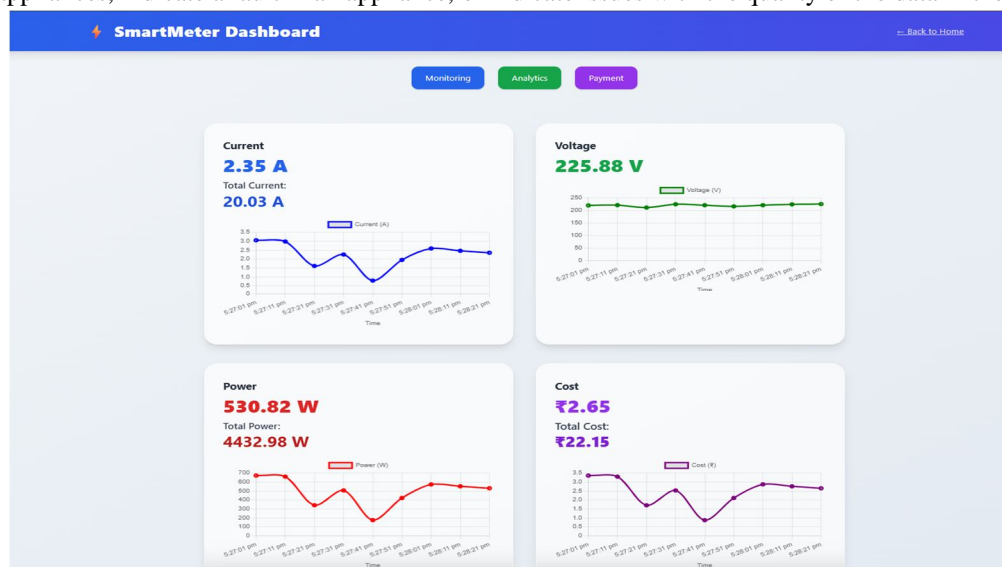 SmartMeter Dashboard
← Back to Home
Monitoring Analytics Payment
Current
2.35 A
Total Current:
20.03 A
Current (A)
3.5
3.0
2.5
2.0
1.5
1.0
0.5
0
5:27:01 pm 5:27:11 pm 5:27:21 pm 5:27:31 pm 5:27:41 pm 5:27:51 pm 5:28:01 pm 5:28:11 pm 5:28:21 pm
Time
Voltage
225.88 V
Voltage (V)
250
200
150
100
50
0
5:27:01 pm 5:27:11 pm 5:27:21 pm 5:27:31 pm 5:27:41 pm 5:27:51 pm 5:28:01 pm 5:28:11 pm 5:28:21 pm
Time
Power
530.82 W
Total Power:
4432.98 W
Power (W)
700
600
500
400
300
200
100
0
5:27:01 pm 5:27:11 pm 5:27:21 pm 5:27:31 pm 5:27:41 pm 5:27:51 pm 5:28:01 pm 5:28:11 pm 5:28:21 pm
Time
Cost
₹2.65
Total Cost:
₹22.15
Cost (₹)
3.5
3.0
2.5
2.0
1.5
1.0
0.5
0
5:27:01 pm 5:27:11 pm 5:27:21 pm 5:27:31 pm 5:27:41 pm 5:27:51 pm 5:28:01 pm 5:28:11 pm 5:28:21 pm
Time